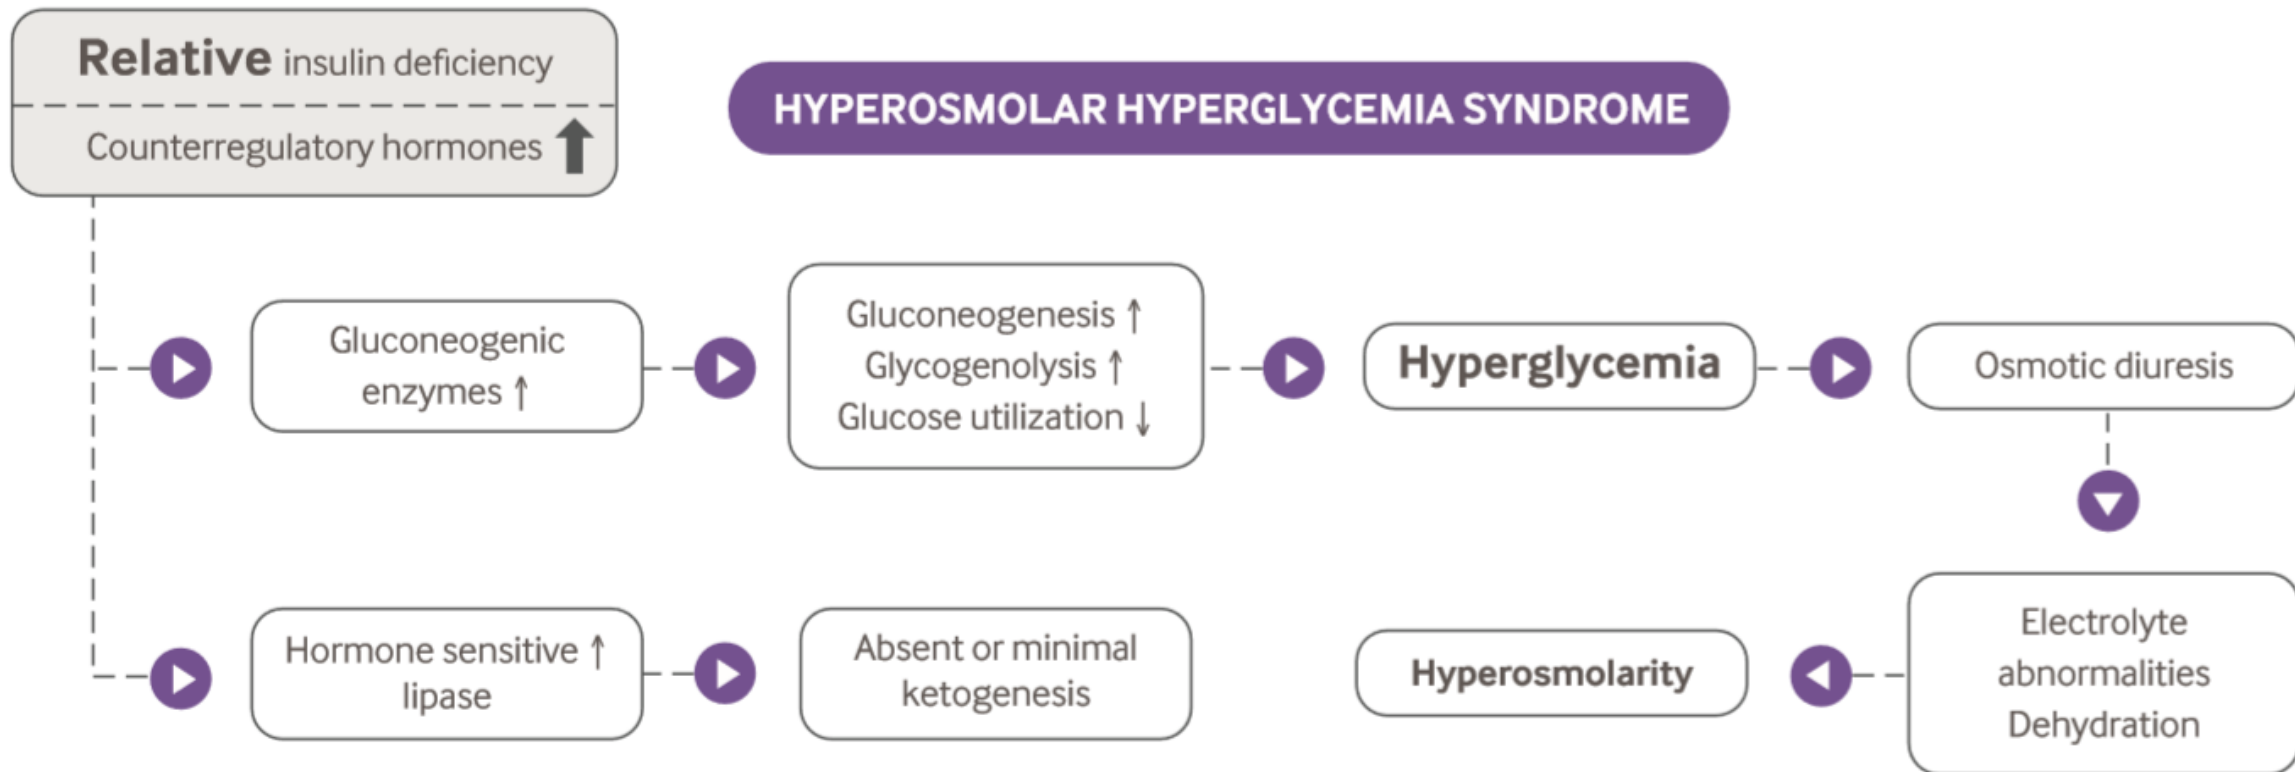 Relative insulin deficiency
Counterregulatory hormones ⬆
HYPEROSMOLAR HYPERGLYCEMIA SYNDROME
Gluconeogenic
enzymes ↑
Gluconeogenesis ↑
Glycogenolysis ↑
Glucose utilization ↓
Hyperglycemia
Osmotic diuresis
Hormone sensitive ↑
lipase
Absent or minimal
ketogenesis
Hyperosmolarity
Electrolyte
abnormalities
Dehydration